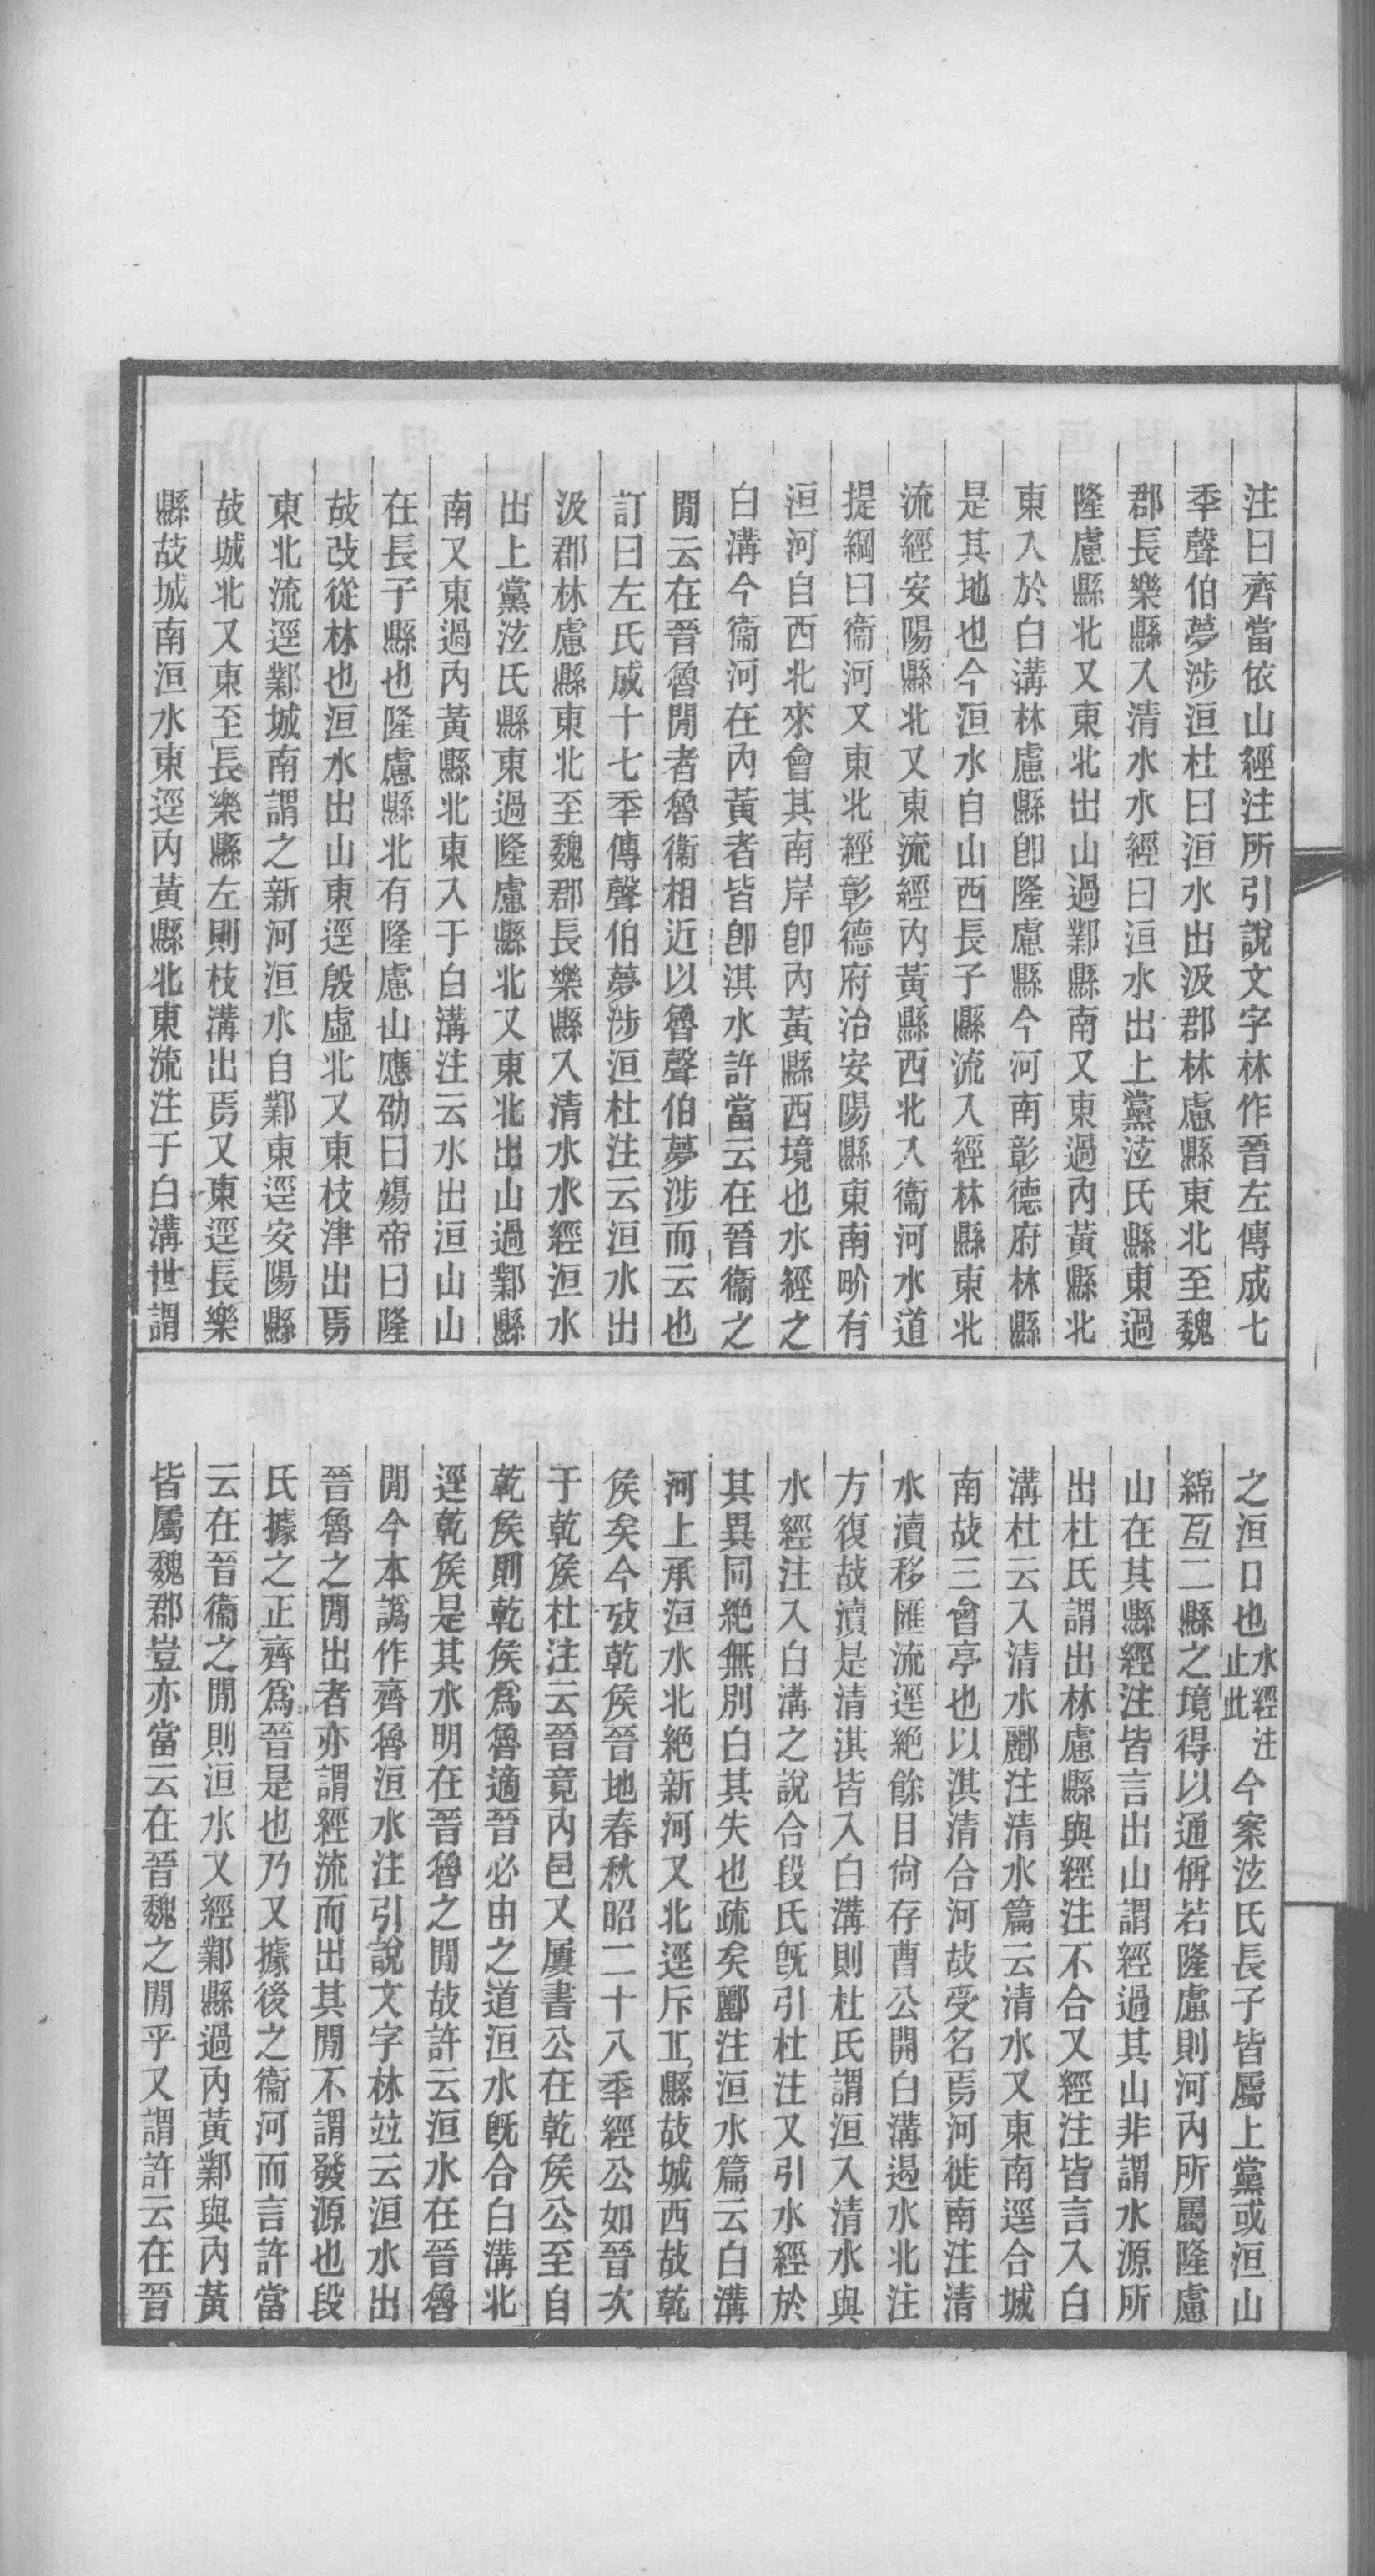 注曰齊當依山經注所引說文字林作晉左傳成七
季聲伯夢涉洹杜曰洹水出汲郡林慮縣東北至魏
郡長樂縣入清水水經曰洹水出上黨泫氏縣東過
隆慮縣北又東北出山過鄴縣南又東過內黃縣北
東入於白溝林慮縣卽隆慮縣今河南彰德府林縣
是其地也今洹水自山西長子縣流入經林縣東北
流經安陽縣北又東流經內黃縣西北入衞河水道
提綱曰衞河又東北經彰德府治安陽縣東南畍有
洹河自西北來會其南岸卽內黃縣西境也水經之
白溝今衞河在內黃者皆卽淇水許當云在晉衞之
閒云在晉魯閒者魯衞相近以魯聲伯夢涉而云也
訂曰左氏成十七季傳聲伯夢涉洹杜注云洹水出
汲郡林慮縣東北至魏郡長樂縣入清水水經洹水
出上黨泫氏縣東過隆慮縣北又東北出山過鄴縣
南又東過內黃縣北東入于白溝注云水出洹山山
在長子縣也隆慮縣北有隆慮山應劭曰煬帝曰隆
故改從林也洹水出山東逕殷虛北又東枝津出焉
東北流逕鄴城南謂之新河洹水自鄴東逕安陽縣
故城北又東至長樂縣左則枝溝出焉又東逕長樂
縣故城南洹水東逕內黃縣北東流注于白溝世謂
之洹口也水經注止此今案泫氏長子皆屬上黨或洹山
綿互二縣之境得以通偁若隆慮則河內所屬隆慮
山在其縣經注皆言出山謂經過其山非謂水源所
出杜氏謂出林慮縣與經注不合又經注皆言入白
溝杜云入清水酈注清水篇云清水又東南逕合城
南故三會亭也以淇清合河故受名焉河徙南注清
水瀆移匯流逕絶餘目尙存曹公開白溝遏水北注
方復故瀆是清淇皆入白溝則杜氏謂洹入清水與
水經注入白溝之說合段氏旣引杜注又引水經於
其異同絶無別白其失也疏矣酈注洹水篇云白溝
河上承洹水北絶新河又北逕斥丘縣故城西故乾
侯矣今攷乾侯晉地春秋昭二十八季經公如晉次
于乾侯杜注云晉竟內邑又屢書公在乾侯公至自
乾侯則乾侯爲魯適晉必由之道洹水旣合白溝北
逕乾侯是其水明在晉魯之閒故許云洹水在晉魯
閒今本譌作齊魯洹水注引說文字林竝云洹水出
晉魯之閒出者亦謂經流而出其閒不謂發源也段
氏據之正齊爲晉是也乃又據後之衞河而言許當
云在晉衞之閒則洹水又經鄴縣過內黃鄴與內黃
皆屬魏郡豈亦當云在晉魏之閒乎又謂許云在晉